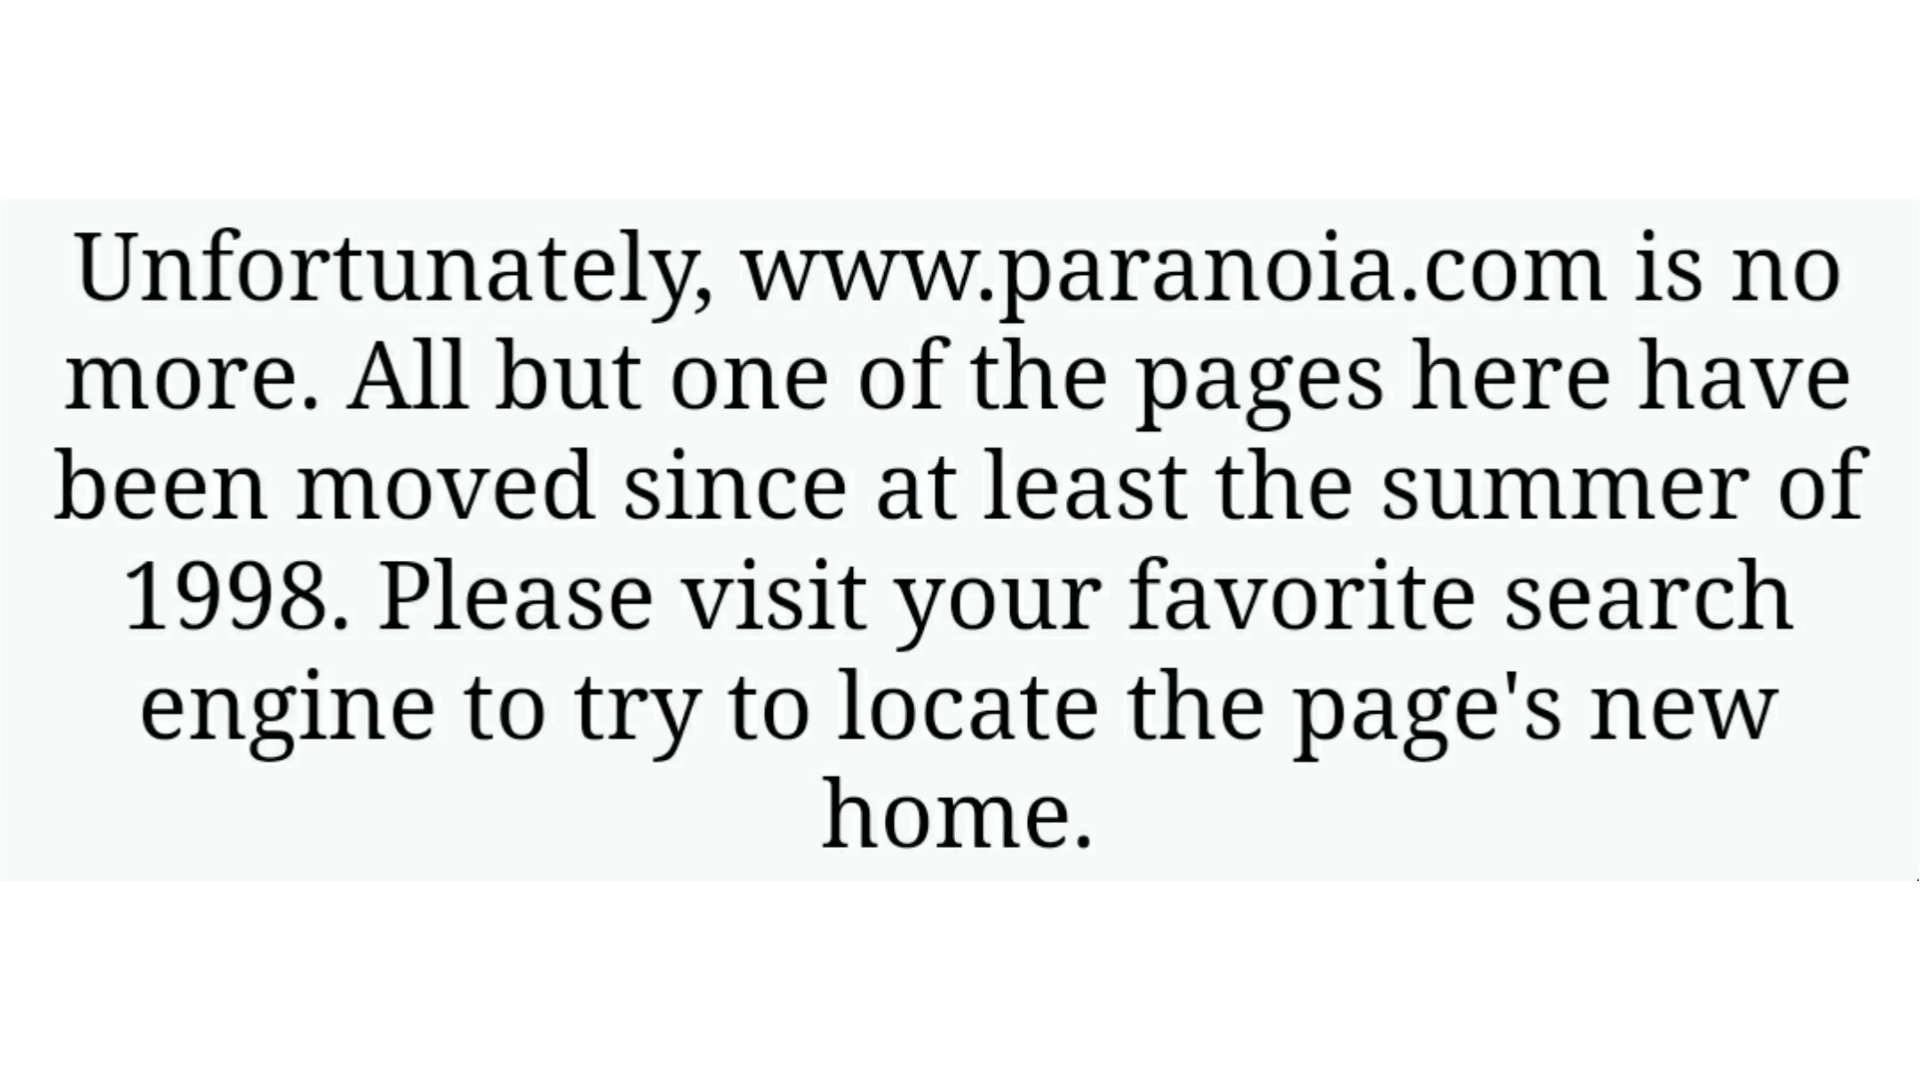 Unfortunately, www.paranoia.com is no
more. All but one of the pages here have
been moved since at least the summer of
1998. Please visit your favorite search
engine to try to locate the page's new
home.